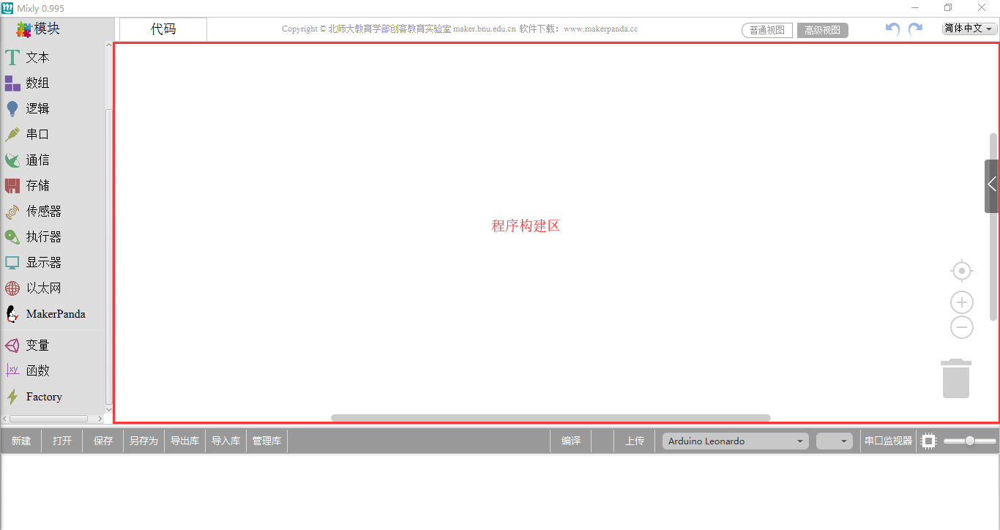 Mixly 0.995
模块
代码
Copyright © 北师大教育学部创客教育实验室 maker.bnu.edu.cn 软件下载：www.makerpanda.cc
普通视图
高级视图
简体中文
文本
数组
逻辑
串口
通信
存储
传感器
执行器
显示器
以太网
MakerPanda
变量
xy
函数
Factory
程序构建区
新建
打开
保存
另存为
导出库
导入库
管理库
编译
上传
Arduino Leonardo
串口监视器